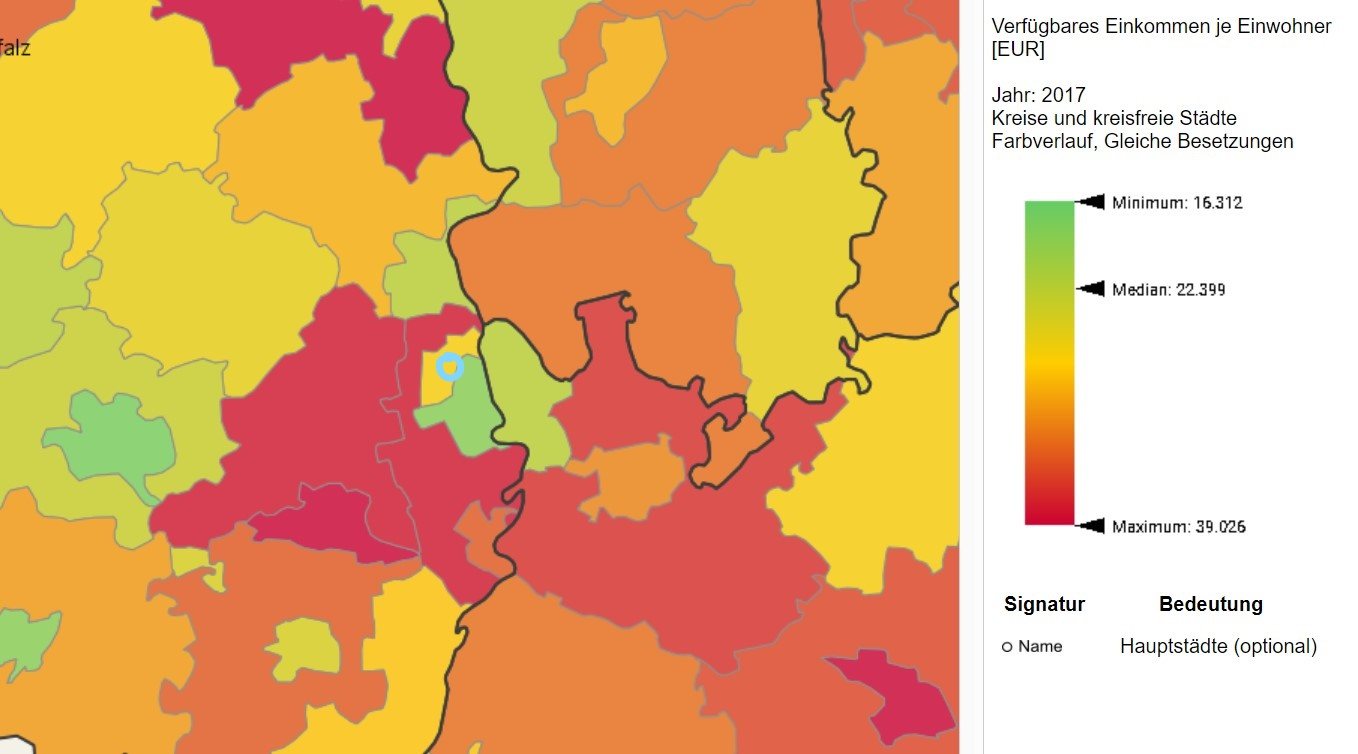 falz
Verfügbares Einkommen je Einwohner
[EUR]
Jahr: 2017
Kreise und kreisfreie Städte
Farbverlauf, Gleiche Besetzungen
Minimum: 16.312
Median: 22.399
Maximum: 39.026
Signatur Bedeutung
Name Hauptstädte (optional)